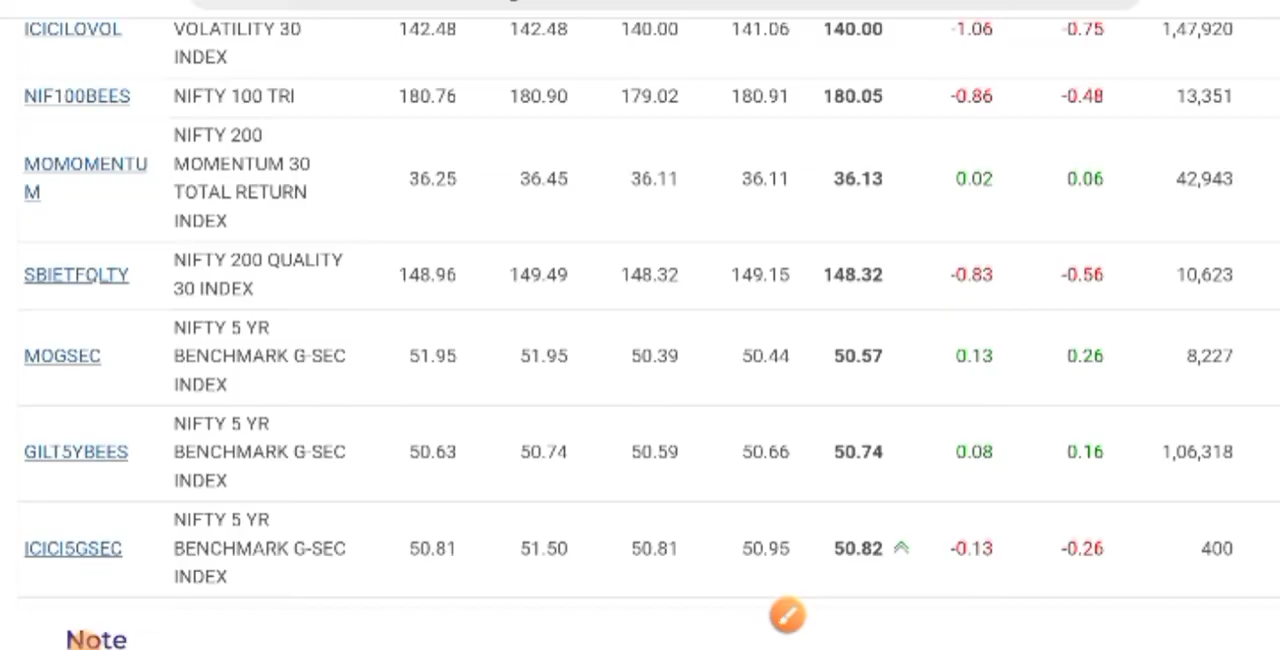 ICICILOVOL VOLATILITY 30 142.48 142.48 140.00 141.06 140.00 -1.06 -0.75 1,47,920
INDEX
NIF100BEES NIFTY 100 TRI 180.76 180.90 179.02 180.91 180.05 -0.86 -0.48 13,351
NIFTY 200
MOMOMENTU MOMENTUM 30
36.25 36.45 36.11 36.11 36.13 0.02 0.06 42,943
M TOTAL RETURN
INDEX
NIFTY 200 QUALITY
SBIETFQLTY 148.96 149.49 148.32 149.15 148.32 -0.83 -0.56 10,623
30 INDEX
NIFTY 5 YR
MOGSEC BENCHMARK G-SEC 51.95 51.95 50.39 50.44 50.57 0.13 0.26 8,227
INDEX
NIFTY 5 YR
GILT5YBEES BENCHMARK G-SEC 50.63 50.74 50.59 50.66 50.74 0.08 0.16 1,06,318
INDEX
NIFTY 5 YR
ICICI5GSEC BENCHMARK G-SEC 50.81 51.50 50.81 50.95 50.82 -0.13 -0.26 400
INDEX
Note